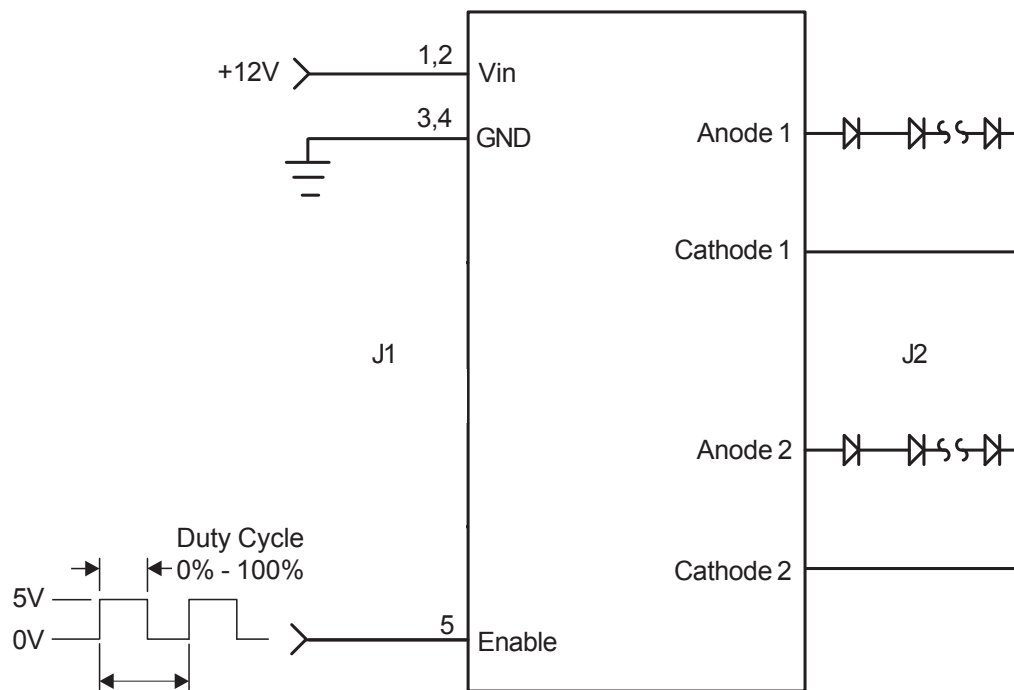 +12V
1,2
Vin
3,4
GND
Anode 1
Cathode 1
J1
J2
Anode 2
Cathode 2
Duty Cycle
0% - 100%
5V
0V
5
Enable